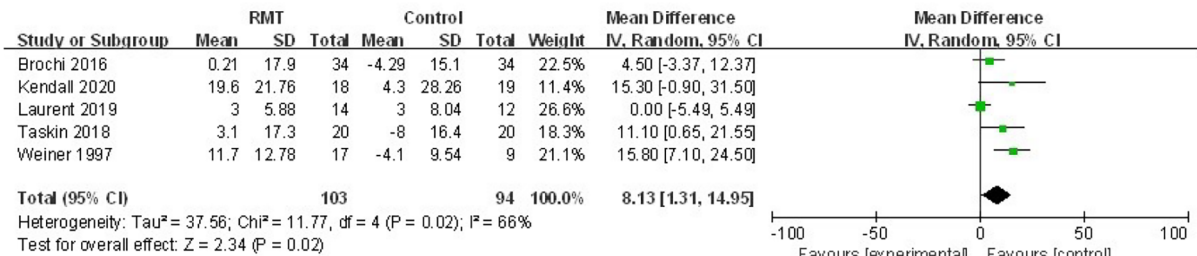 RMT Control Mean Difference Mean Difference
Study or Subgroup Mean SD Total Mean SD Total Weight IV, Random, 95% CI IV, Random, 95% CI
Brochi 2016 0.21 17.9 34 -4.29 15.1 34 22.5% 4.50 [-3.37, 12.37]
Kendall 2020 19.6 21.76 18 4.3 28.26 19 11.4% 15.30 [-0.90, 31.50]
Laurent 2019 3 5.88 14 3 8.04 12 26.6% 0.00 [-5.49, 5.49]
Taskin 2018 3.1 17.3 20 -8 16.4 20 18.3% 11.10 [0.65, 21.55]
Weiner 1997 11.7 12.78 17 -4.1 9.54 9 21.1% 15.80 [7.10, 24.50]
Total (95% CI) 103 94 100.0% 8.13 [1.31, 14.95]
Heterogeneity: Tau² = 37.56; Chi² = 11.77, df = 4 (P = 0.02); I² = 66%
Test for overall effect: Z = 2.34 (P = 0.02)
-100 -50 0 50 100
Favours [experimental] Favours [control]